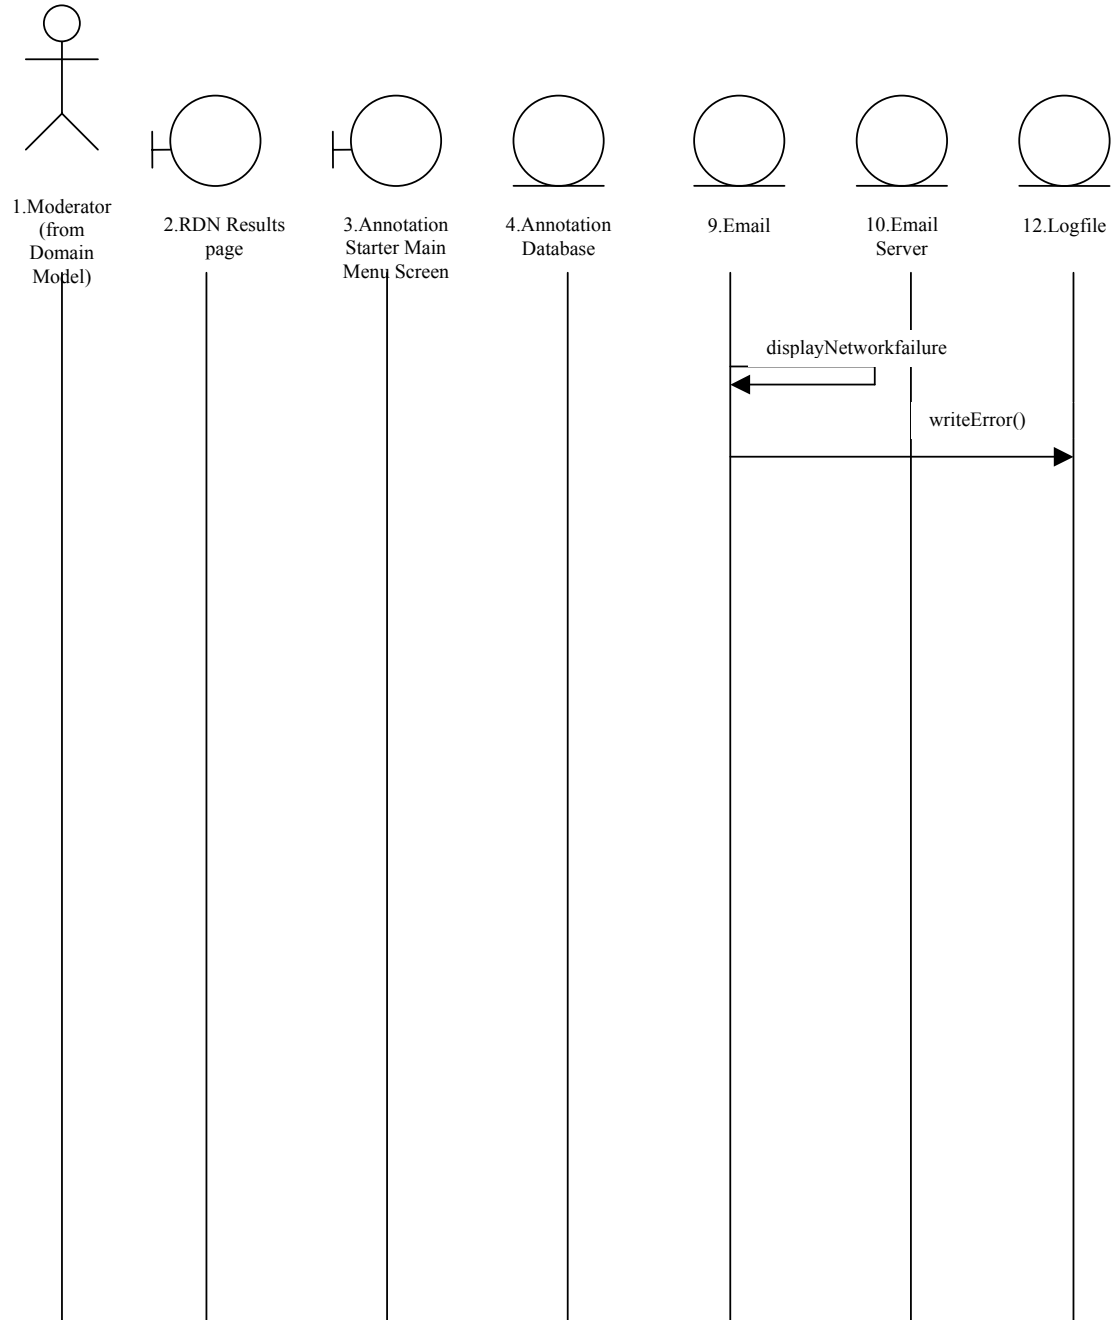 1.Moderator
(from
Domain
Model)
2.RDN Results
page
3.Annotation
Starter Main
Menu Screen
4.Annotation
Database
9.Email
10.Email
Server
12.Logfile
displayNetworkfailure
writeError()